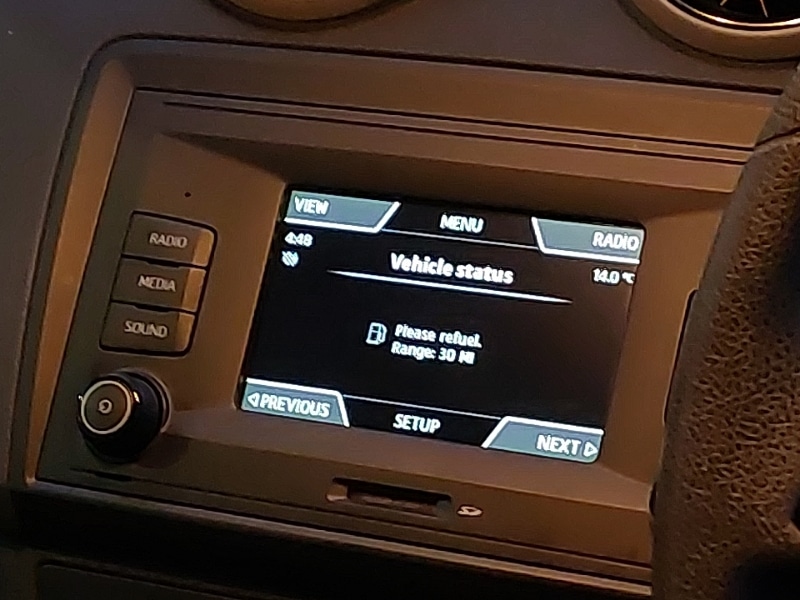 VIEW
MENU
RADIO
4:48
Vehicle status
14.0 °C
RADIO
MEDIA
SOUND
Please refuel.
Range: 30 MI
PREVIOUS
SETUP
NEXT
SD